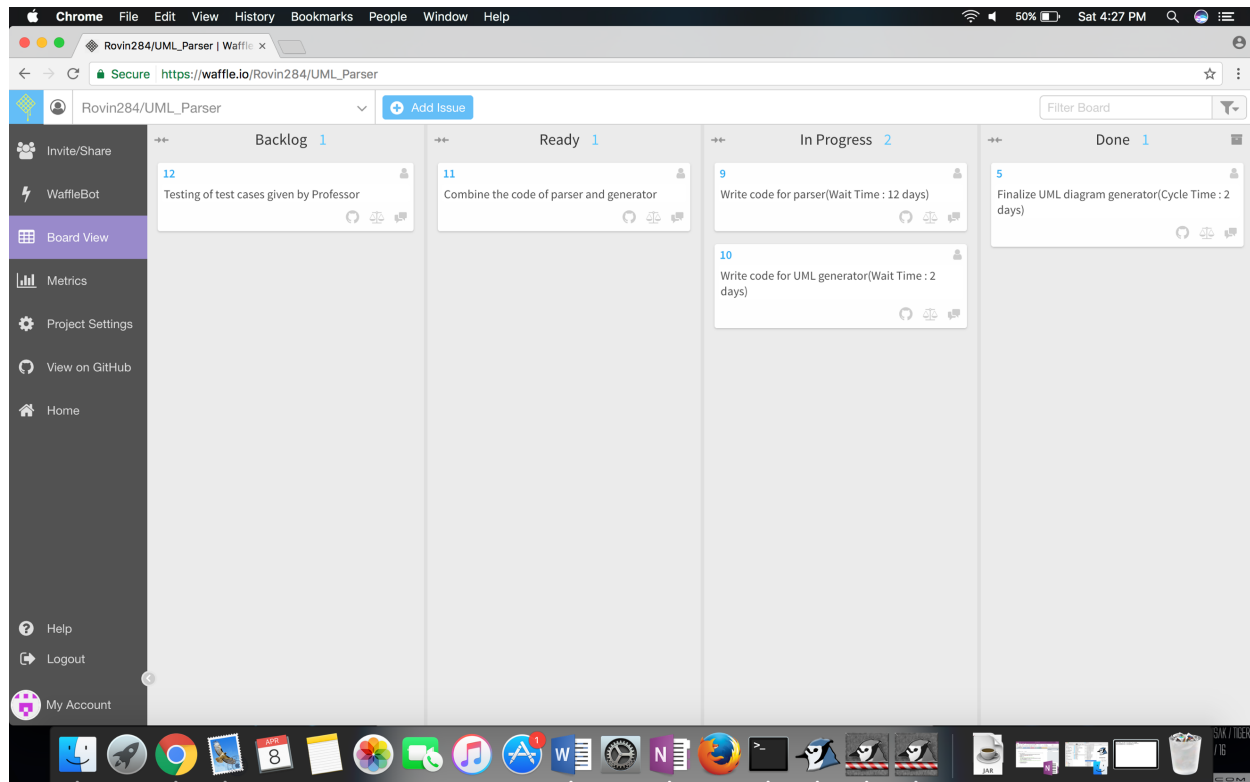 Chrome File Edit View History Bookmarks People Window Help 50% Sat 4:27 PM
Rovin284/UML_Parser | Waffle
Secure https://waffle.io/Rovin284/UML_Parser
Rovin284/UML_Parser Add Issue Filter Board
Invite/Share
WaffleBot
Board View
Metrics
Project Settings
View on GitHub
Home
Help
Logout
My Account
Backlog 1
12
Testing of test cases given by Professor
Ready 1
11
Combine the code of parser and generator
In Progress 2
9
Write code for parser(Wait Time : 12 days)
10
Write code for UML generator(Wait Time : 2
days)
Done 1
5
Finalize UML diagram generator(Cycle Time : 2
days)
APR
8
1
JAR